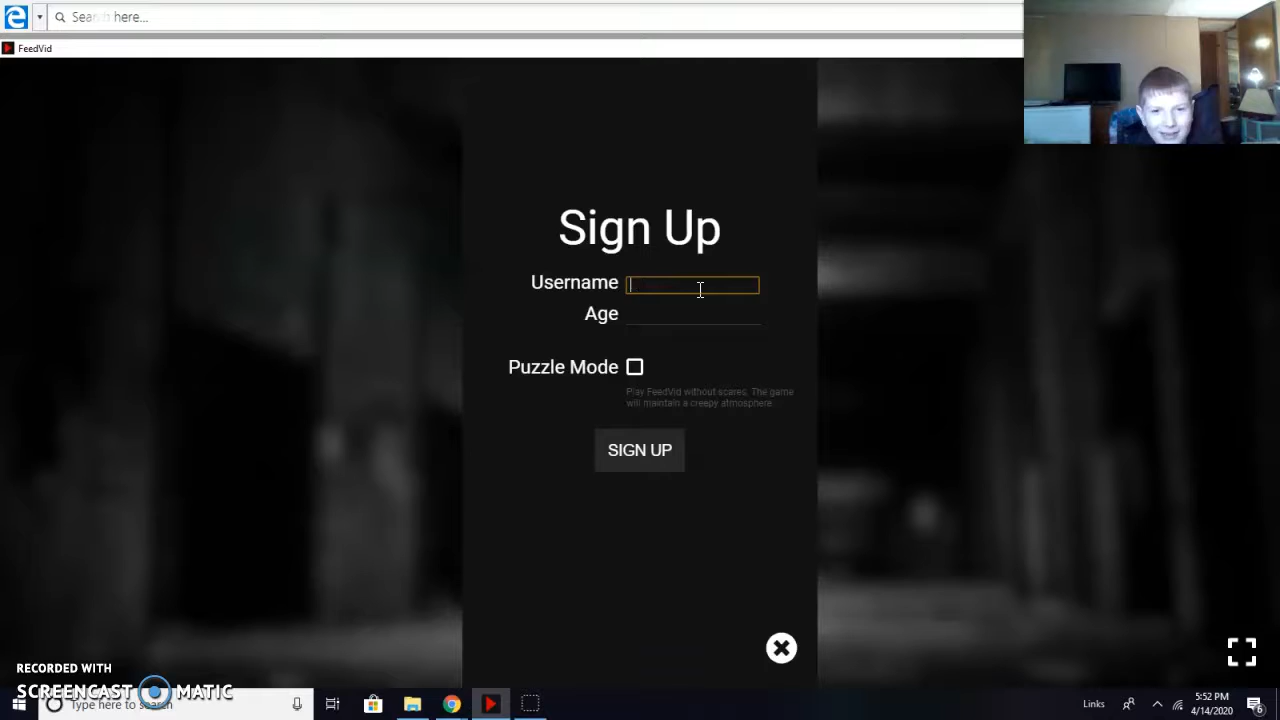 Search here...
FeedVid
Sign Up
Username
Age
Puzzle Mode
Play FeedVid without scares. The game
will maintain a creepy atmosphere.
SIGN UP
RECORDED WITH
SCREENCAST MATIC
Type here to search
Links
5:52 PM
4/14/2020
6